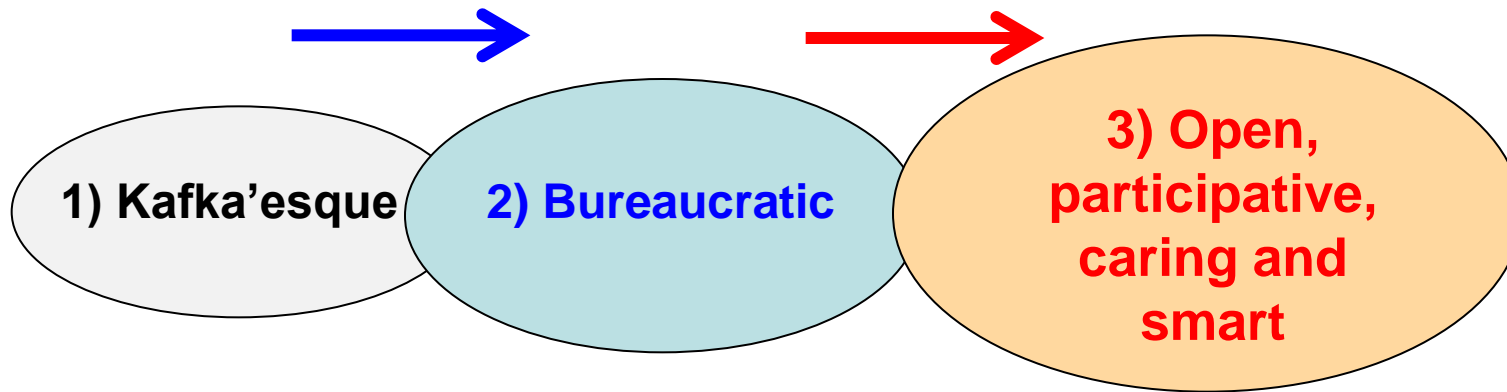 1) Kafka’esque
2) Bureaucratic
3) Open,
participative,
caring and
smart